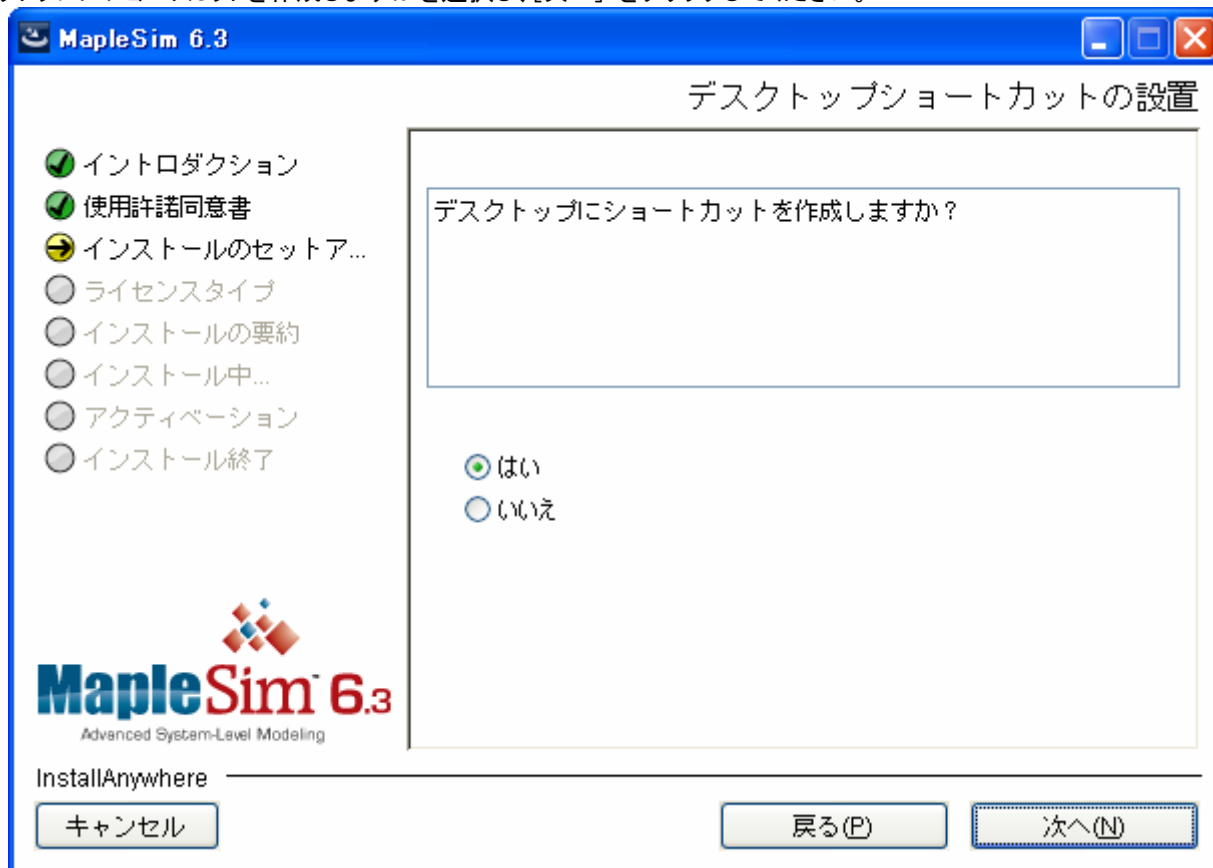 MapleSim 6.3
デスクトップショートカットの設置
イントロダクション
使用許諾同意書
インストールのセットア...
ライセンスタイプ
インストールの要約
インストール中...
アクティベーション
インストール終了
デスクトップにショートカットを作成しますか？
はい
いいえ
MapleSim™ 6.3
Advanced System-Level Modeling
InstallAnywhere
キャンセル
戻る(P)
次へ(N)